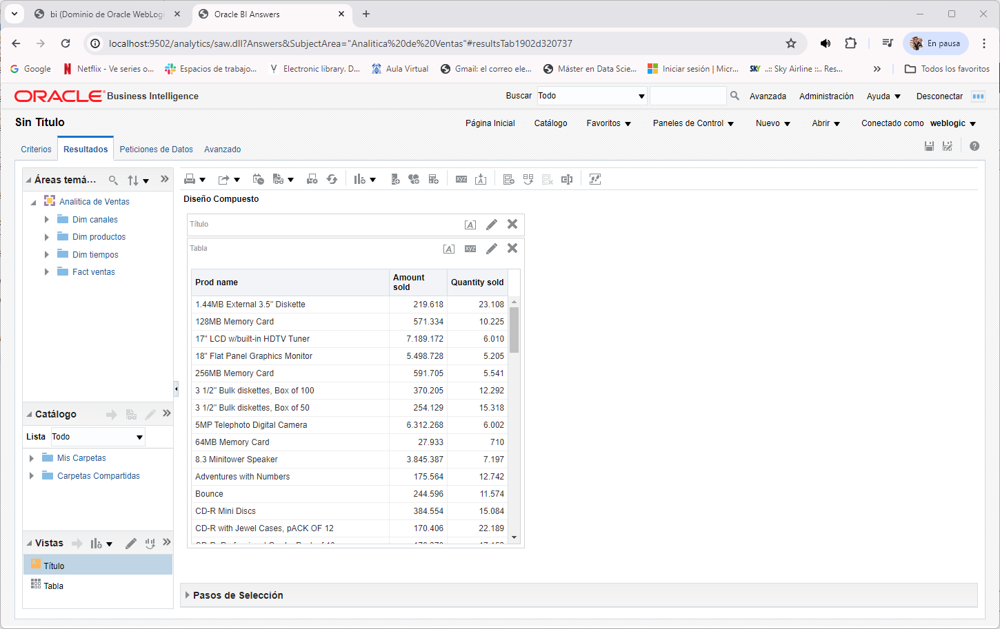 bi (Dominio de Oracle WebLogi
Oracle BI Answers
localhost:9502/analytics/saw.dll?Answers&SubjectArea="Analitica%20de%20Ventas"#resultsTab1902d320737
En pausa
Google
Netflix - Ve series o...
Espacios de trabajo...
Electronic library. D...
Aula Virtual
Gmail: el correo ele...
Máster en Data Scie...
Iniciar sesión | Micr...
SKY
..:: Sky Airline ::.. Res...
Todos los favoritos
ORACLE Business Intelligence
Buscar
Todo
Avanzada
Administración
Ayuda
Desconectar
Sin Título
Página Inicial
Catálogo
Favoritos
Paneles de Control
Nuevo
Abrir
Conectado como weblogic
Criterios
Resultados
Peticiones de Datos
Avanzado
Áreas temá...
Analitica de Ventas
Dim canales
Dim productos
Dim tiempos
Fact ventas
Catálogo
Lista
Todo
Mis Carpetas
Carpetas Compartidas
Vistas
Título
Tabla
xyz
Diseño Compuesto
Título
Tabla
xyz
Prod name Amount sold Quantity sold
1.44MB External 3.5" Diskette 219.618 23.108
128MB Memory Card 571.334 10.225
17" LCD w/built-in HDTV Tuner 7.189.172 6.010
18" Flat Panel Graphics Monitor 5.498.728 5.205
256MB Memory Card 591.705 5.541
3 1/2" Bulk diskettes, Box of 100 370.205 12.292
3 1/2" Bulk diskettes, Box of 50 254.129 15.318
5MP Telephoto Digital Camera 6.312.268 6.002
64MB Memory Card 27.933 710
8.3 Minitower Speaker 3.845.387 7.197
Adventures with Numbers 175.564 12.742
Bounce 244.596 11.574
CD-R Mini Discs 384.554 15.084
CD-R with Jewel Cases, pACK OF 12 170.406 22.189
Pasos de Selección